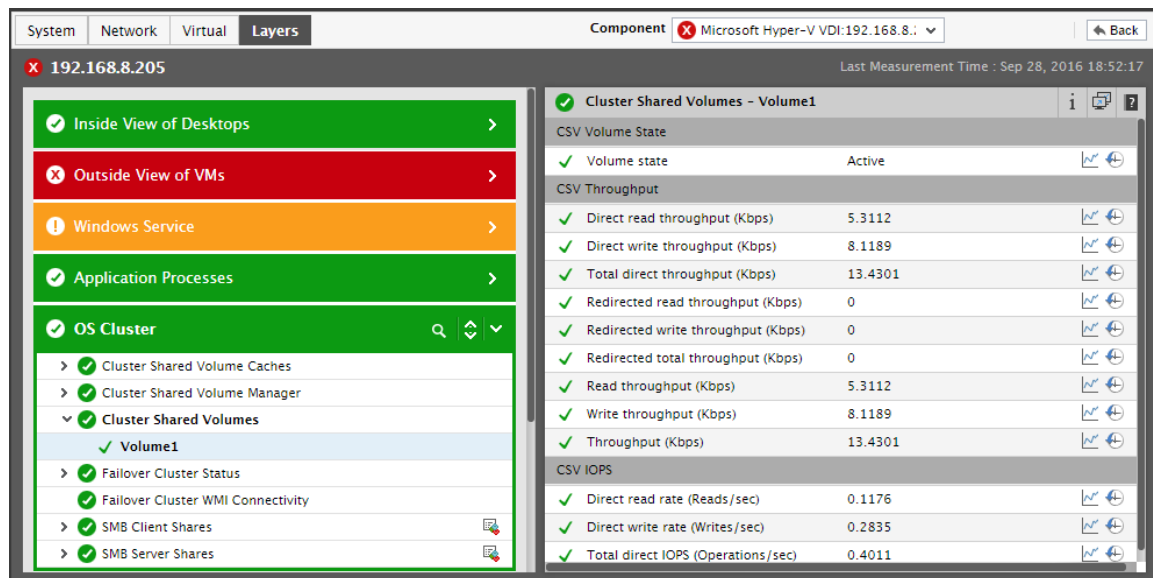 System Network Virtual Layers Component Microsoft Hyper-V VDI:192.168.8.: Back
192.168.8.205 Last Measurement Time : Sep 28, 2016 18:52:17
Inside View of Desktops
Outside View of VMs
Windows Service
Application Processes
OS Cluster
Cluster Shared Volume Caches
Cluster Shared Volume Manager
Cluster Shared Volumes
Volume1
Failover Cluster Status
Failover Cluster WMI Connectivity
SMB Client Shares
SMB Server Shares
Cluster Shared Volumes - Volume1
CSV Volume State
Volume state Active
CSV Throughput
Direct read throughput (Kbps) 5.3112
Direct write throughput (Kbps) 8.1189
Total direct throughput (Kbps) 13.4301
Redirected read throughput (Kbps) 0
Redirected write throughput (Kbps) 0
Redirected total throughput (Kbps) 0
Read throughput (Kbps) 5.3112
Write throughput (Kbps) 8.1189
Throughput (Kbps) 13.4301
CSV IOPS
Direct read rate (Reads/sec) 0.1176
Direct write rate (Writes/sec) 0.2835
Total direct IOPS (Operations/sec) 0.4011